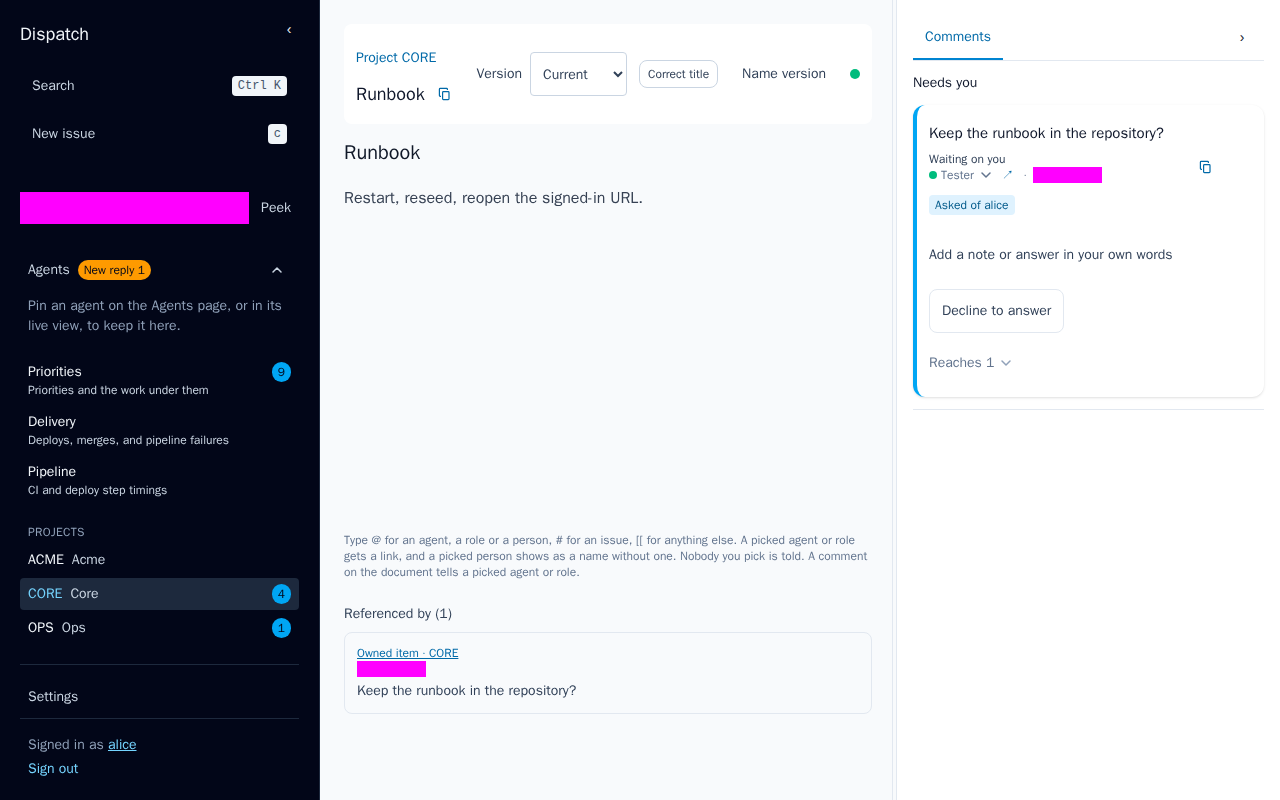 Dispatch
Search
Ctrl K
New issue
C
Peek
Agents
New reply 1
Pin an agent on the Agents page, or in its
live view, to keep it here.
Priorities
9
Priorities and the work under them
Delivery
Deploys, merges, and pipeline failures
Pipeline
CI and deploy step timings
PROJECTS
ACME Acme
CORE Core
4
OPS Ops
1
Settings
Signed in as alice
Sign out
Project CORE
Runbook
Version
Current
Correct title
Name version
Runbook
Restart, reseed, reopen the signed-in URL.
Type @ for an agent, a role or a person, # for an issue, [[ for anything else. A picked agent or role
gets a link, and a picked person shows as a name without one. Nobody you pick is told. A comment
on the document tells a picked agent or role.
Referenced by (1)
Owned item · CORE
Keep the runbook in the repository?
Comments
Needs you
Keep the runbook in the repository?
Waiting on you
Tester
·
Asked of alice
Add a note or answer in your own words
Decline to answer
Reaches 1